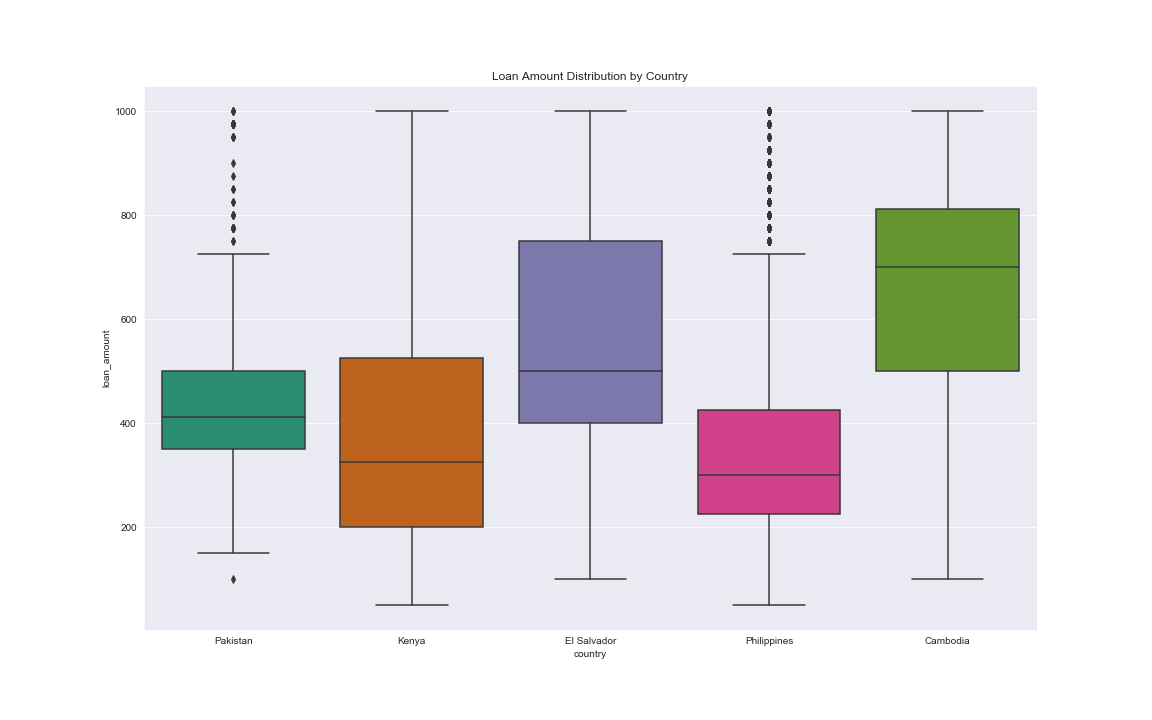 Loan Amount Distribution by Country
1000
800
600
400
200
loan_amount
Pakistan Kenya El Salvador Philippines Cambodia
country